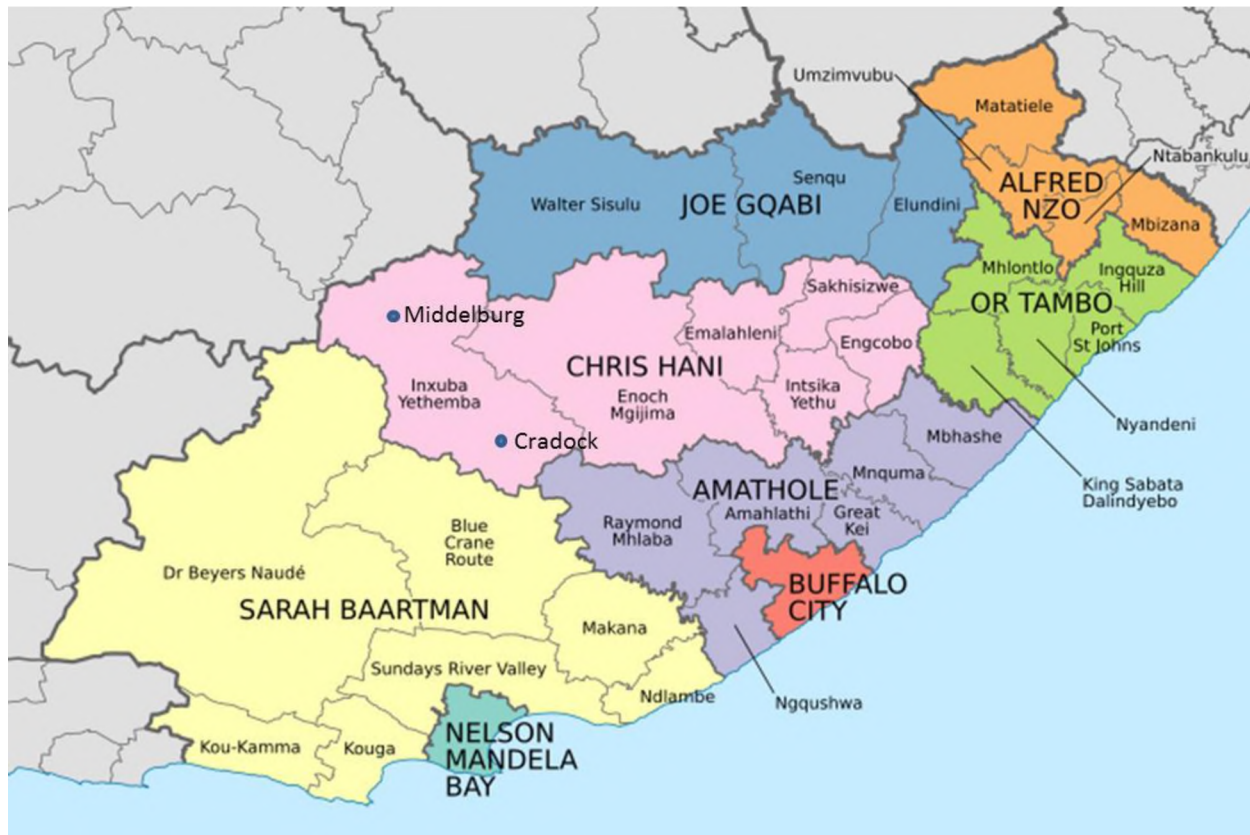 Umzimvubu
Matatiele
Ntabankulu
ALFRED
NZO
Mbizana
Walter Sisulu
JOE GQABI
Senqu
Elundini
Mhlontlo
Ingquza
Hill
OR TAMBO
Port
St Johns
Nyandeni
King Sabata
Dalindyebo
Middelburg
Sakhisizwe
Emalahleni
Engcobo
CHRIS HANI
Inxuba
Yethemba
Enoch
Mgijima
Intsika
Yethu
Cradock
Mbhashe
Mnquma
AMATHOLE
Amahlathi
Great
Kei
Raymond
Mhlaba
Blue
Crane
Route
Dr Beyers Naudé
SARAH BAARTMAN
BUFFALO
CITY
Makana
Sundays River Valley
Ndlambe
Ngqushwa
Kou-Kamma
Kouga
NELSON
MANDELA
BAY